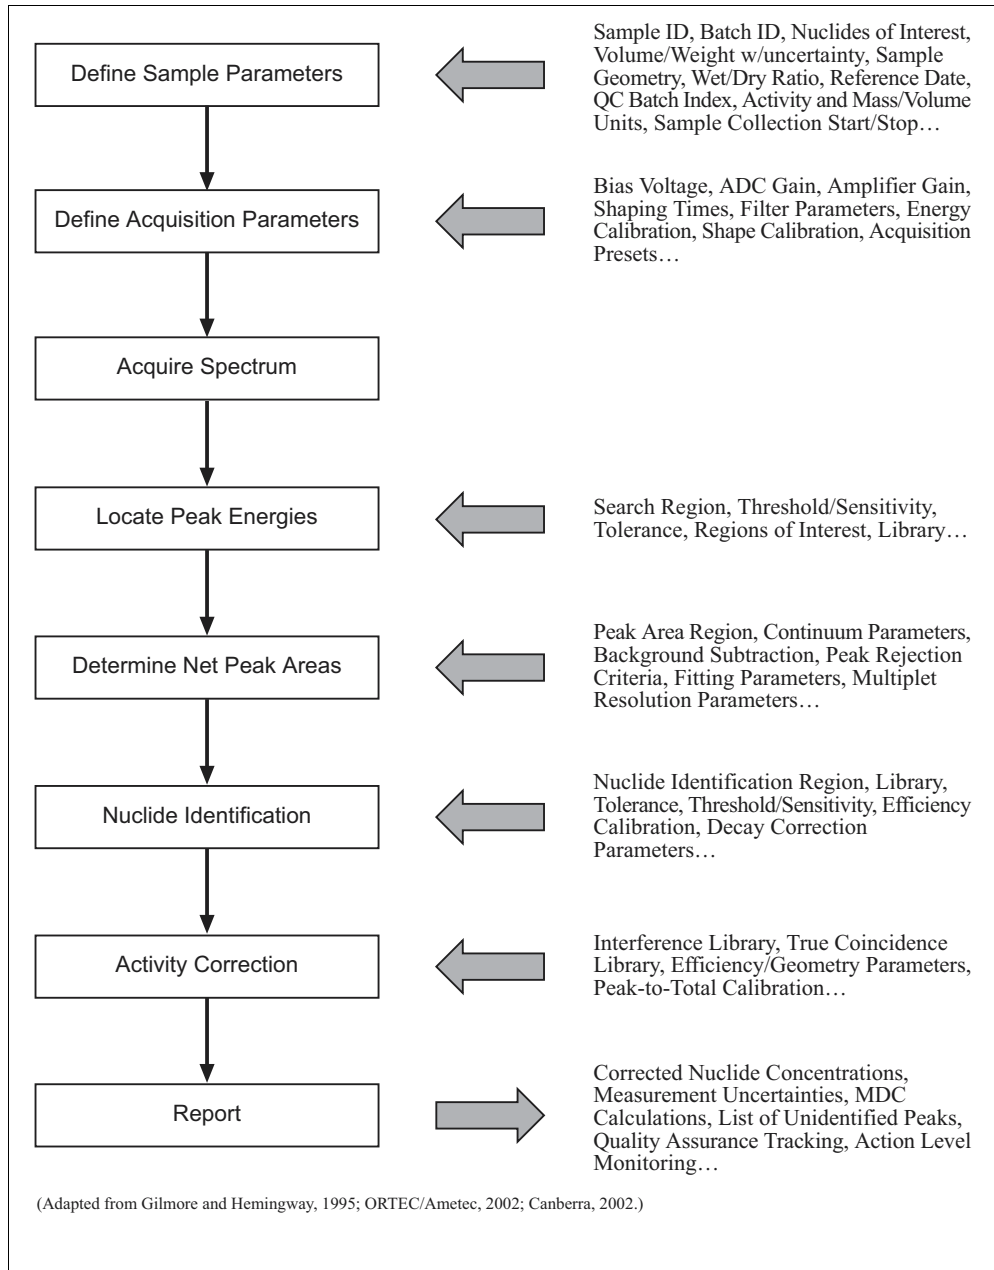 Define Sample Parameters
Sample ID, Batch ID, Nuclides of Interest,
Volume/Weight w/uncertainty, Sample
Geometry, Wet/Dry Ratio, Reference Date,
QC Batch Index, Activity and Mass/Volume
Units, Sample Collection Start/Stop…
Define Acquisition Parameters
Bias Voltage, ADC Gain, Amplifier Gain,
Shaping Times, Filter Parameters, Energy
Calibration, Shape Calibration, Acquisition
Presets…
Acquire Spectrum
Locate Peak Energies
Search Region, Threshold/Sensitivity,
Tolerance, Regions of Interest, Library…
Determine Net Peak Areas
Peak Area Region, Continuum Parameters,
Background Subtraction, Peak Rejection
Criteria, Fitting Parameters, Multiplet
Resolution Parameters…
Nuclide Identification
Nuclide Identification Region, Library,
Tolerance, Threshold/Sensitivity, Efficiency
Calibration, Decay Correction
Parameters…
Activity Correction
Interference Library, True Coincidence
Library, Efficiency/Geometry Parameters,
Peak-to-Total Calibration…
Report
Corrected Nuclide Concentrations,
Measurement Uncertainties, MDC
Calculations, List of Unidentified Peaks,
Quality Assurance Tracking, Action Level
Monitoring…
(Adapted from Gilmore and Hemingway, 1995; ORTEC/Ametec, 2002; Canberra, 2002.)